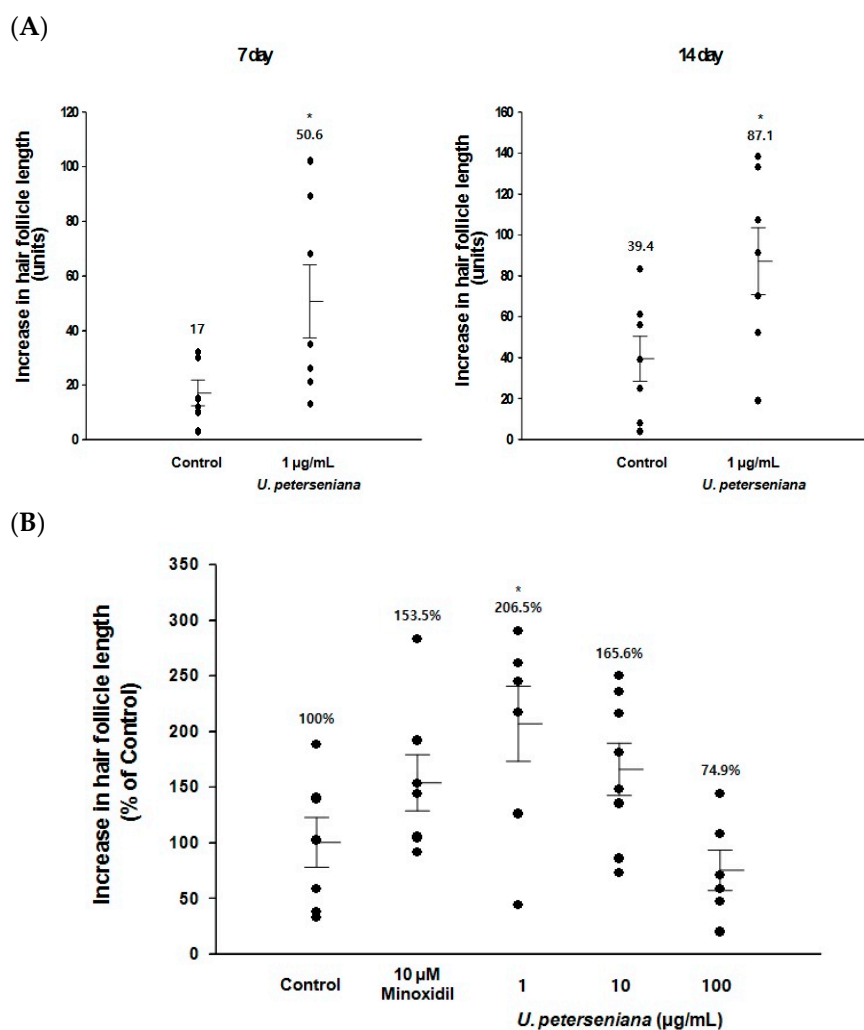 (A)
7 day
14 day
Increase in hair follicle length
(units)
120
100
80
60
40
20
0
17
*
50.6
Control
1 µg/mL
U. peterseniana
Increase in hair follicle length
(units)
160
140
120
100
80
60
40
20
0
39.4
*
87.1
Control
1 µg/mL
U. peterseniana
(B)
Increase in hair follicle length
(% of Control)
350
300
250
200
150
100
50
0
100%
153.5%
*
206.5%
165.6%
74.9%
Control
10 µM
Minoxidil
1
10
100
U. peterseniana (µg/mL)